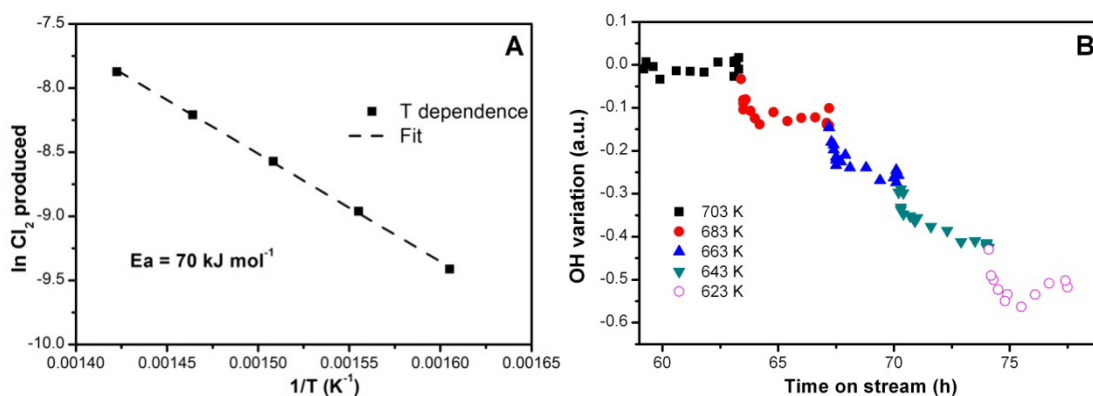 A
-7.5
-8.0
-8.5
-9.0
-9.5
-10.0
ln Cl₂ produced
T dependence
Fit
Ea = 70 kJ mol⁻¹
0.00140 0.00145 0.00150 0.00155 0.00160 0.00165
1/T (K⁻¹)
B
0.1
0.0
-0.1
-0.2
-0.3
-0.4
-0.5
-0.6
OH variation (a.u.)
703 K
683 K
663 K
643 K
623 K
60 65 70 75
Time on stream (h)